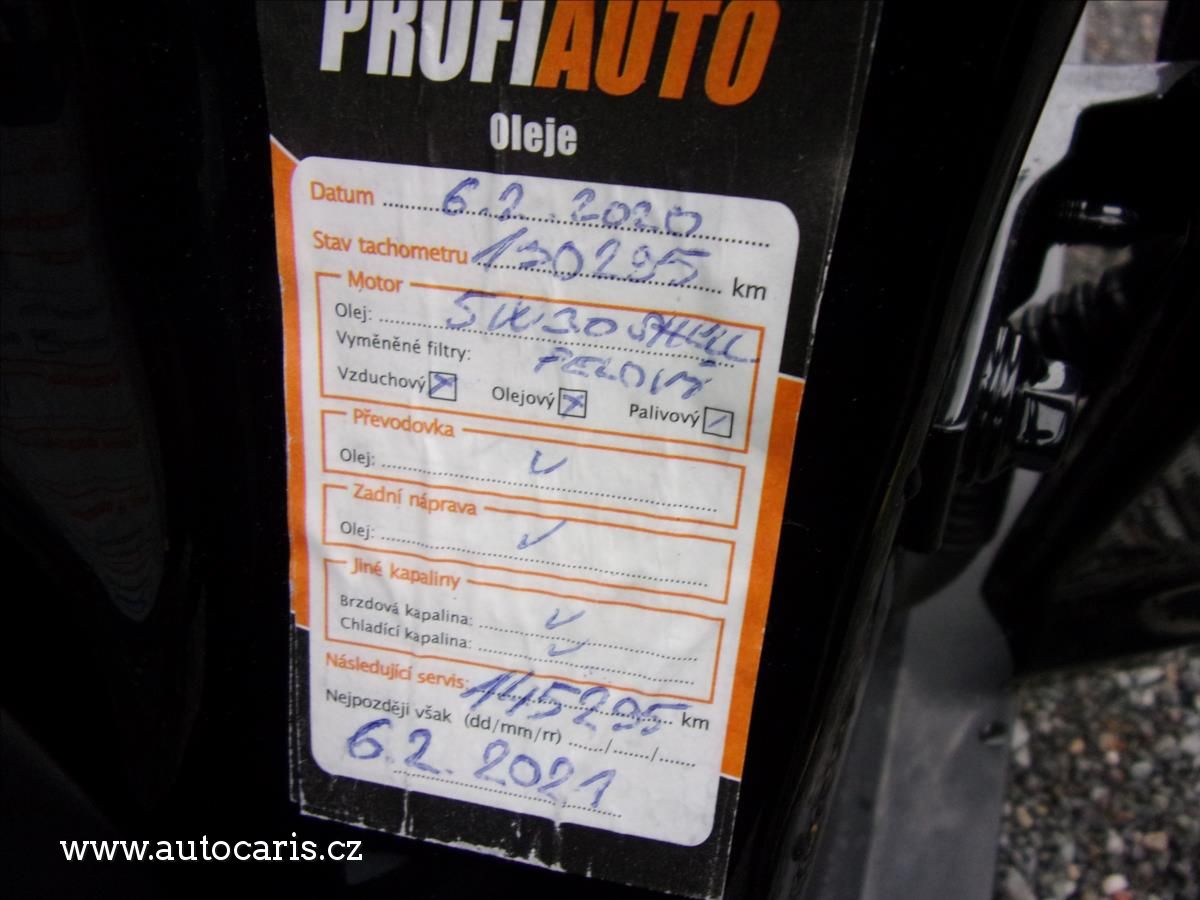 PROFIAUTO
Oleje
Datum 6.2.2020
Stav tachometru 130295 km
Motor
Olej: 5W30 SHELL
Vyměněné filtry: PELOVÝ
Vzduchový Olejový Palivový
Převodovka
Olej:
Zadní náprava
Olej:
Jiné kapaliny
Brzdová kapalina:
Chladící kapalina:
Následující servis: 145295 km
Nejpozději však (dd/mm/rr) ....../......./.......
6.2.2021
www.autocaris.cz